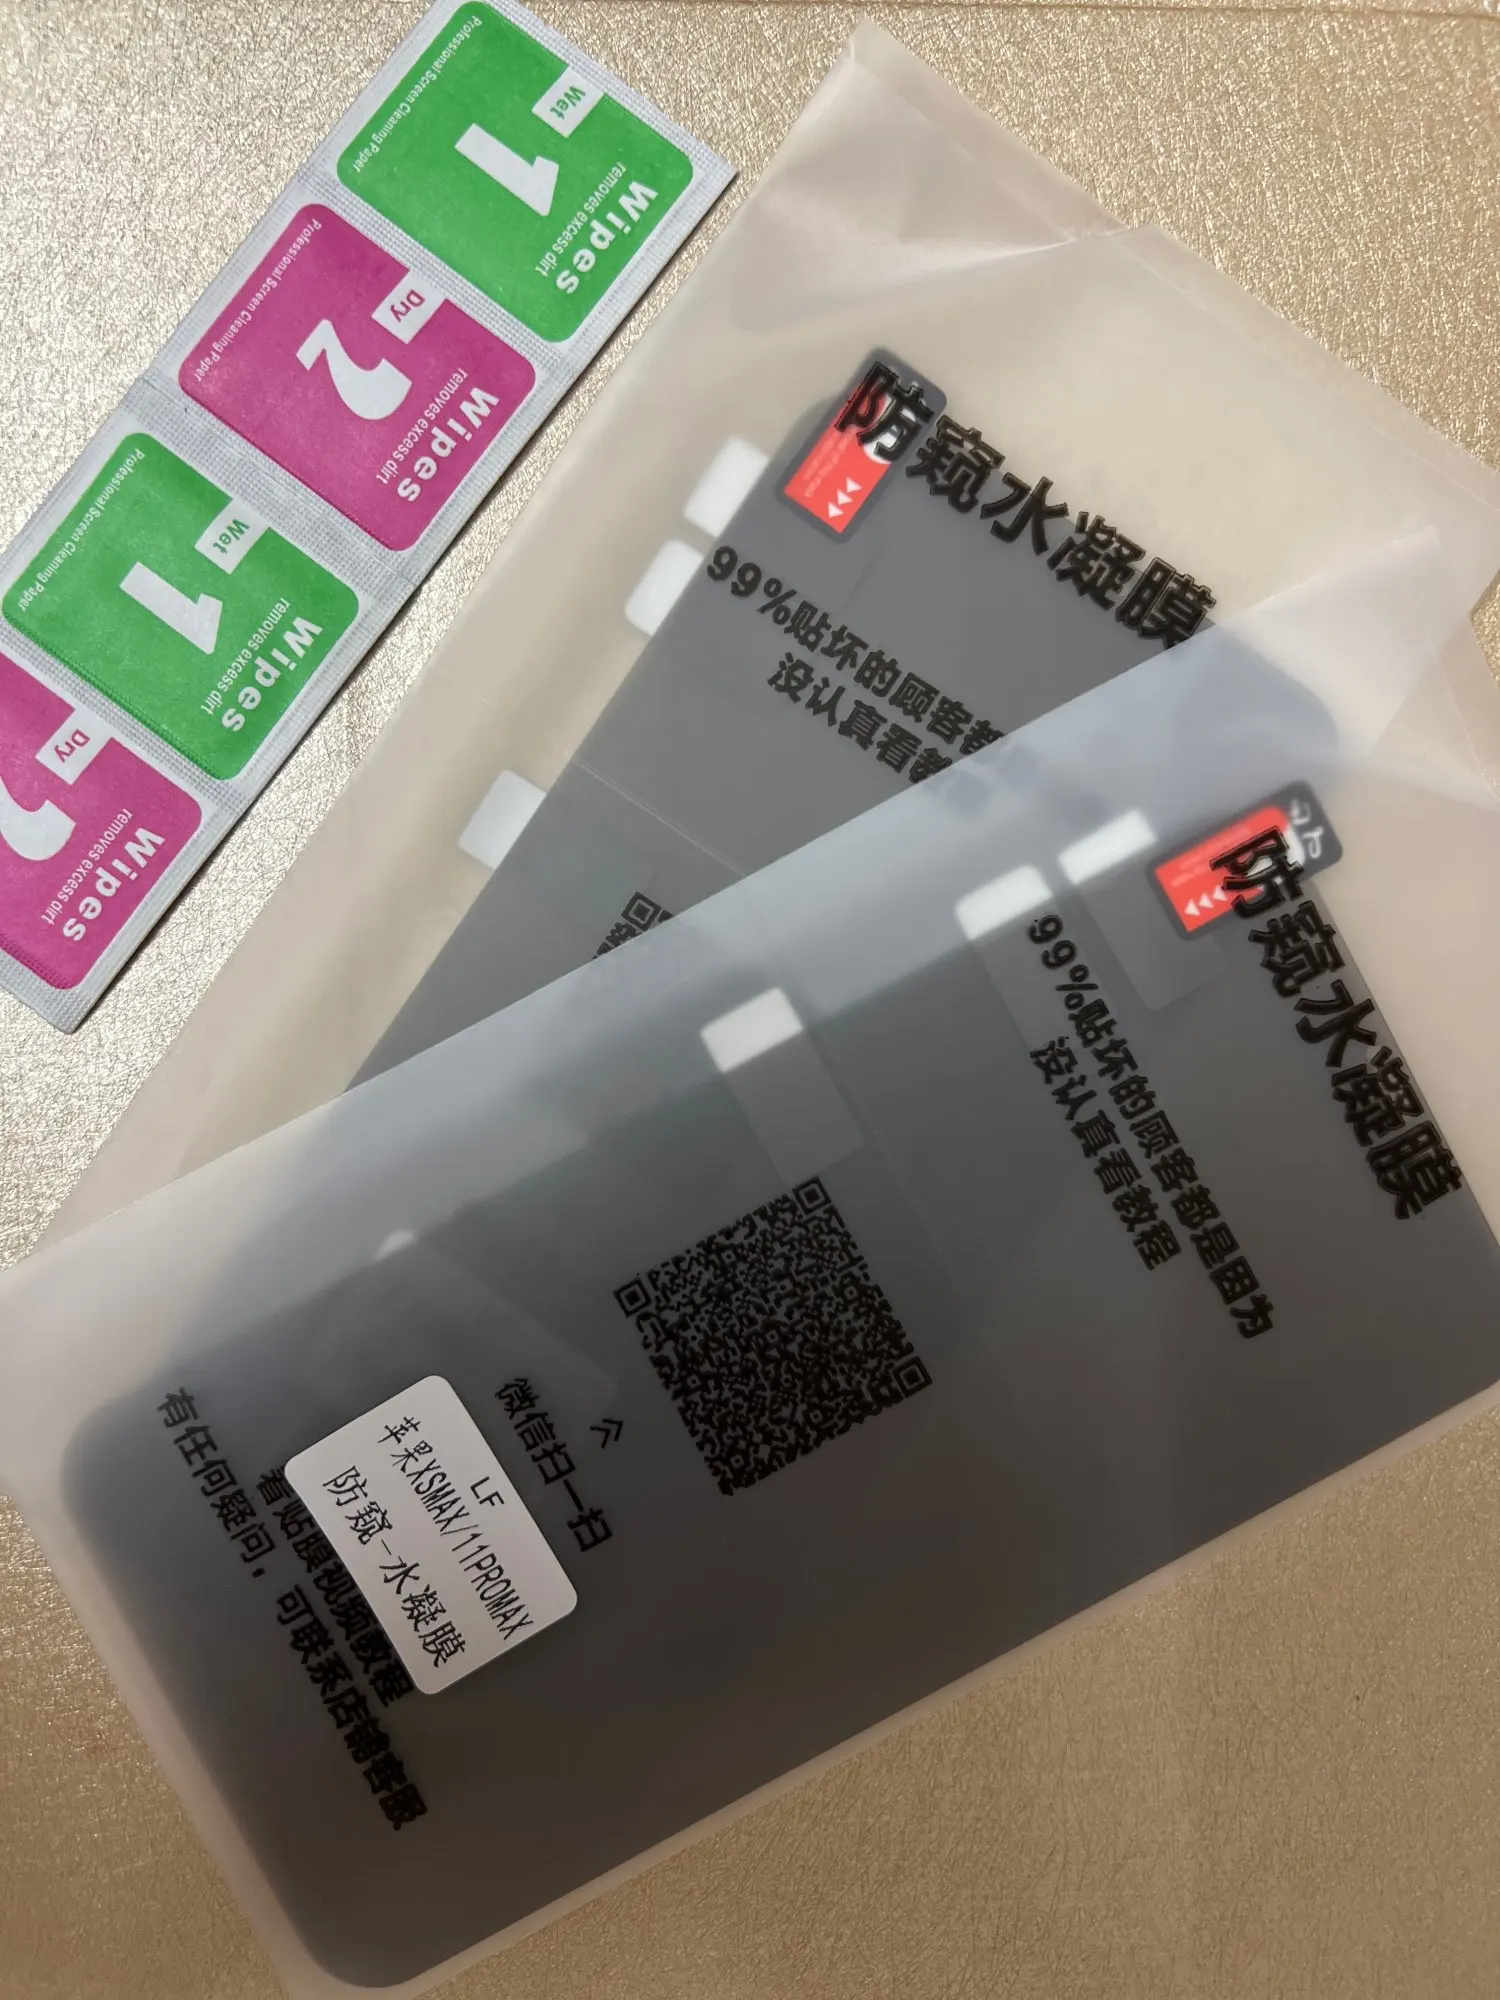 Professional Screen Cleaning Paper
Wet
1
Wipes
removes excess dirt
Professional Screen Cleaning Paper
Dry
2
Wipes
removes excess dirt
Professional Screen Cleaning Paper
Wet
1
Wipes
removes excess dirt
Professional
Dry
2
Wipes
removes excess dirt
防窥水凝膜
99%贴坏的顾客都
没认真看教
防窥水凝膜
99%贴坏的顾客都是因为
没认真看教程
微信扫一扫
看贴膜视频教程
有任何疑问，可联系店铺客服
LF
苹果XSMAX/11PROMAX
防窥-水凝膜